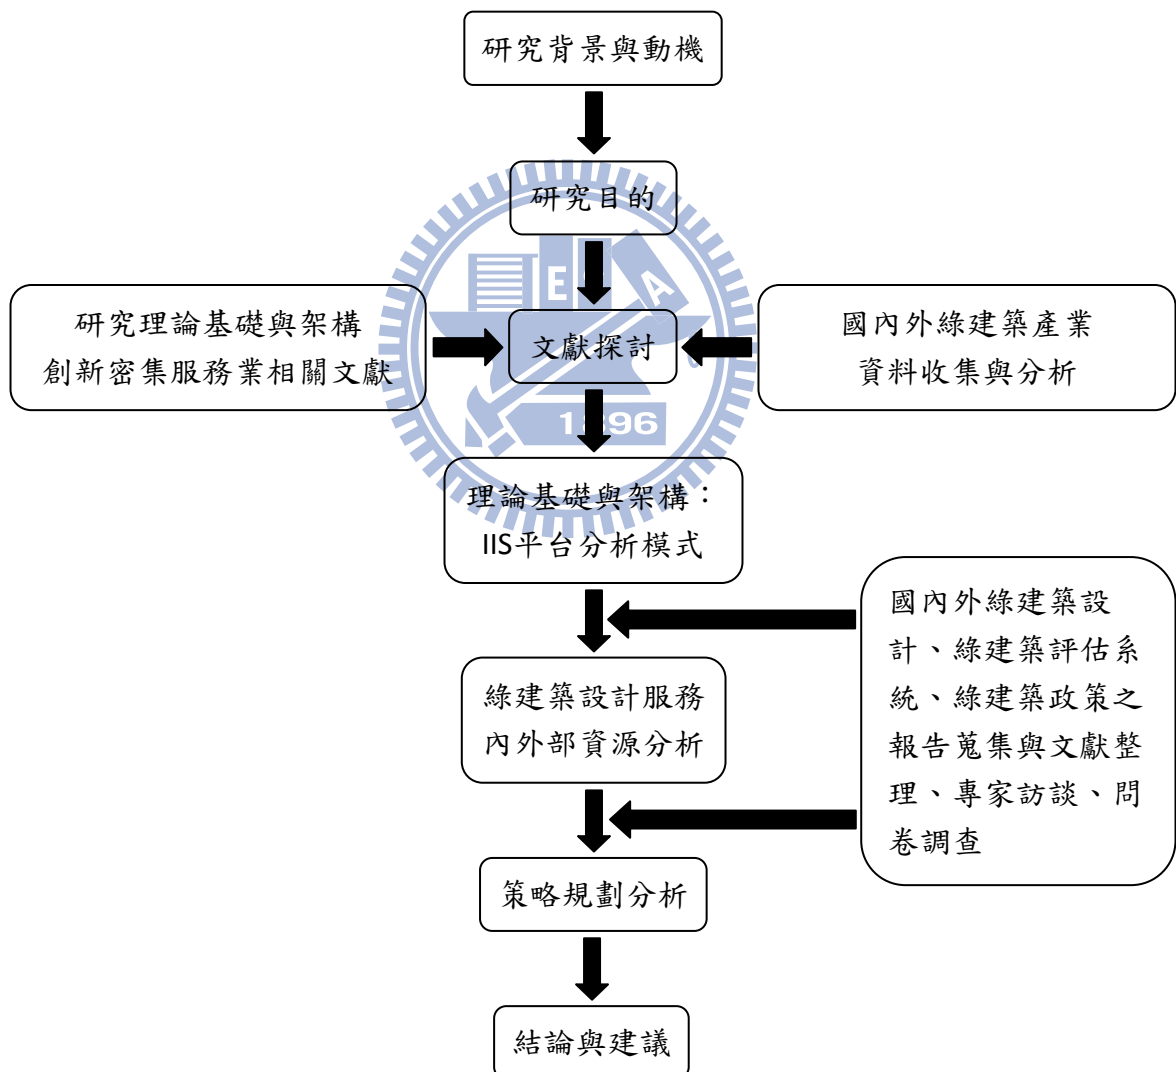 研究背景與動機
研究目的
研究理論基礎與架構
創新密集服務業相關文獻
文獻探討
國內外綠建築產業
資料收集與分析
E
A
1896
理論基礎與架構：
IIS平台分析模式
國內外綠建築設
計、綠建築評估系
統、綠建築政策之
報告蒐集與文獻整
理、專家訪談、問
卷調查
綠建築設計服務
內外部資源分析
策略規劃分析
結論與建議